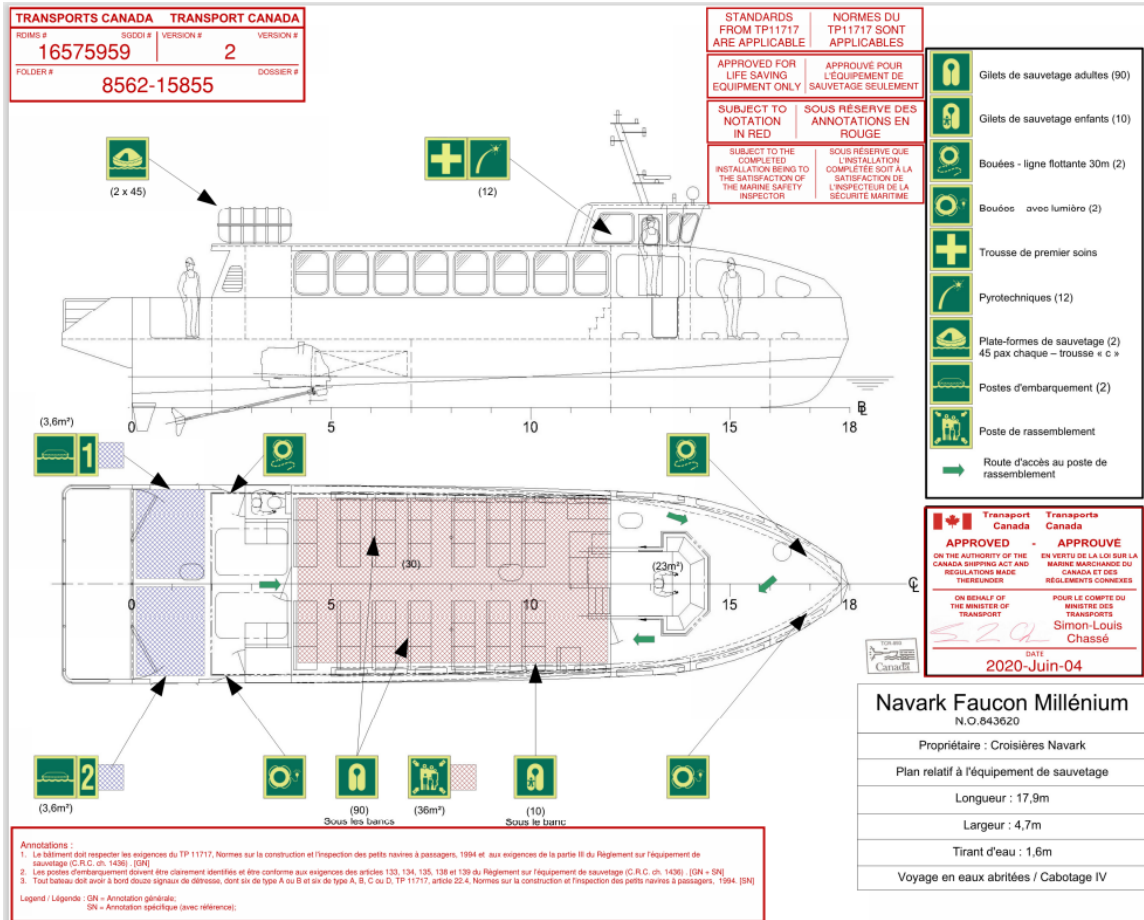 TRANSPORTS CANADA TRANSPORT CANADA
RDIMS # SGDDI # VERSION # VERSION #
16575959 2
FOLDER # DOSSIER #
8562-15855
STANDARDS FROM TP11717 ARE APPLICABLE
NORMES DU TP11717 SONT APPLICABLES
APPROVED FOR LIFE SAVING EQUIPMENT ONLY
APPROUVÉ POUR L'ÉQUIPEMENT DE SAUVETAGE SEULEMENT
SUBJECT TO NOTATION IN RED
SOUS RÉSERVE DES ANNOTATIONS EN ROUGE
SUBJECT TO THE COMPLETED INSTALLATION BEING TO THE SATISFACTION OF THE MARINE SAFETY INSPECTOR
SOUS RÉSERVE QUE L'INSTALLATION COMPLÉTÉE SOIT À LA SATISFACTION DE L'INSPECTEUR DE LA SÉCURITÉ MARITIME
Gilets de sauvetage adultes (90)
Gilets de sauvetage enfants (10)
Bouées - ligne flottante 30m (2)
Bouées avec lumière (2)
Trousse de premier soins
Pyrotechniques (12)
Plate-formes de sauvetage (2)
45 pax chaque – trousse « c »
Postes d'embarquement (2)
Poste de rassemblement
Route d'accès au poste de
rassemblement
(2 x 45)
(12)
0 5 10 15 18
(3,6m²)
1
(30)
(23m²)
0 5 10 15 18
2
(3,6m²)
(90)
Sous les bancs
(36m²)
(10)
Sous le banc
Transport Canada
Transports Canada
APPROVED - APPROUVÉ
ON THE AUTHORITY OF THE CANADA SHIPPING ACT AND REGULATIONS MADE THEREUNDER
EN VERTU DE LA LOI SUR LA MARINE MARCHANDE DU CANADA ET DES RÈGLEMENTS CONNEXES
ON BEHALF OF THE MINISTER OF TRANSPORT
POUR LE COMPTE DU MINISTRE DES TRANSPORTS
Simon-Louis
Chassé
DATE
2020-Juin-04
Canada
Navark Faucon Millénium
N.O.843620
Propriétaire : Croisières Navark
Plan relatif à l'équipement de sauvetage
Longueur : 17,9m
Largeur : 4,7m
Tirant d'eau : 1,6m
Voyage en eaux abritées / Cabotage IV
Annotations :
1. Le bâtiment doit respecter les exigences du TP 11717, Normes sur la construction et l'inspection des petits navires à passagers, 1994 et aux exigences de la partie III du Règlement sur l'équipement de
sauvetage (C.R.C. ch. 1436) . [GN]
2. Les postes d'embarquement doivent être clairement identifiés et être conforme aux exigences des articles 133, 134, 135, 138 et 139 du Règlement sur l'équipement de sauvetage (C.R.C. ch. 1436) . [GN + SN]
3. Tout bateau doit avoir à bord douze signaux de détresse, dont six de type A ou B et six de type A, B, C ou D, TP 11717, article 22.4, Normes sur la construction et l'inspection des petits navires à passagers, 1994. [SN]
Legend / Légende : GN = Annotation générale;
SN = Annotation spécifique (avec référence);